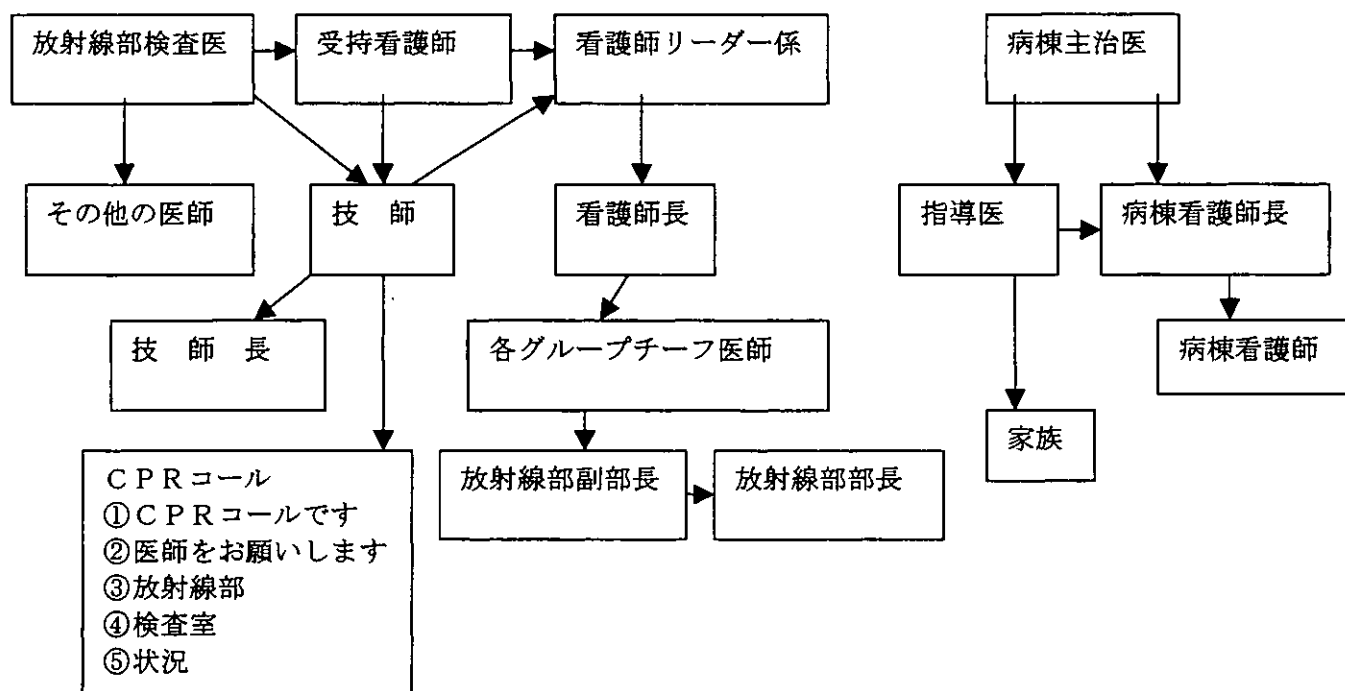 放射線部検査医
受持看護師
看護師リーダー係
病棟主治医
その他の医師
技　師
看護師長
指導医
病棟看護師長
技　師　長
各グループチーフ医師
病棟看護師
家族
ＣＰＲコール
①ＣＰＲコールです
②医師をお願いします
③放射線部
④検査室
⑤状況
放射線部副部長
放射線部部長